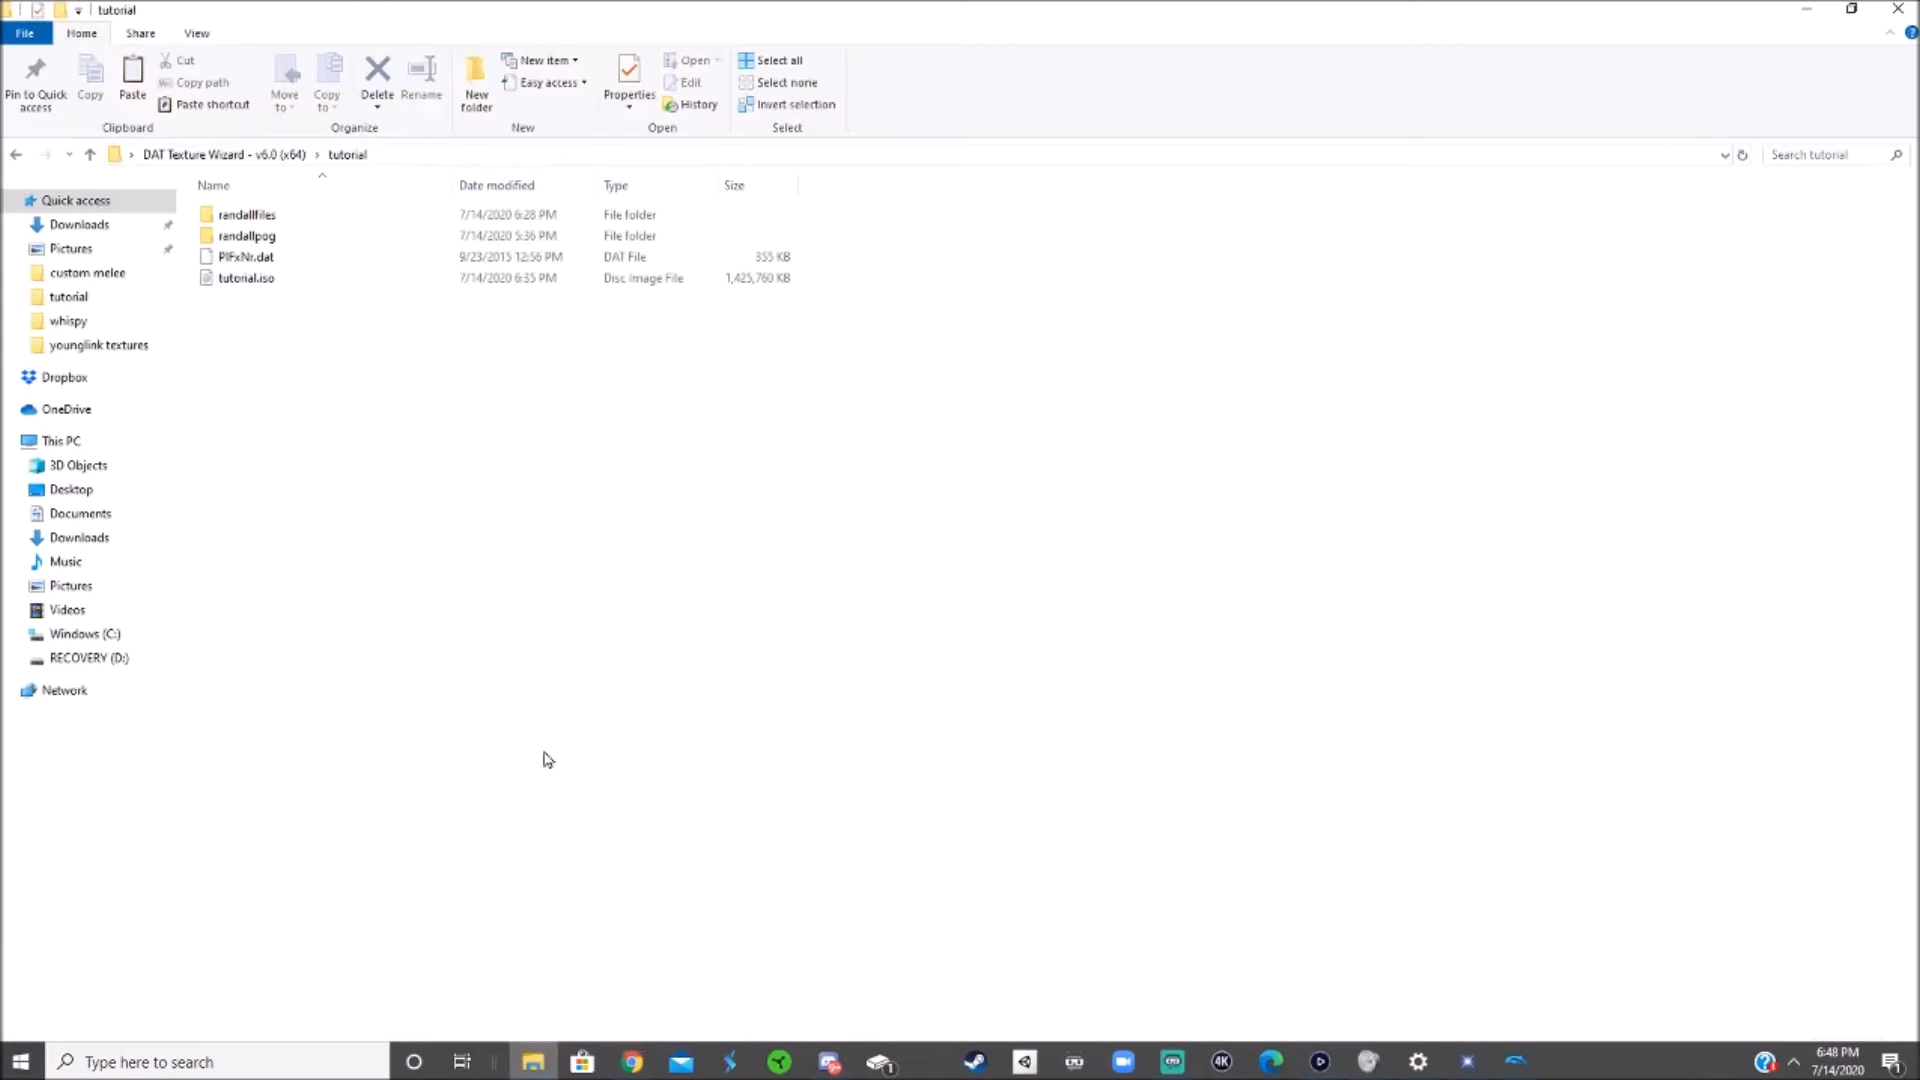 tutorial
File Home Share View
Pin to Quick access
Copy
Paste
Cut
Copy path
Paste shortcut
Clipboard
Move to
Copy to
Delete
Rename
Organize
New folder
New item
Easy access
New
Properties
Open
Edit
History
Open
Select all
Select none
Invert selection
Select
DAT Texture Wizard - v6.0 (x64) › tutorial
Search tutorial
Name Date modified Type Size
randallfiles 7/14/2020 6:28 PM File folder
randallpog 7/14/2020 5:36 PM File folder
PlFxNr.dat 9/23/2015 12:56 PM DAT File 355 KB
tutorial.iso 7/14/2020 6:35 PM Disc Image File 1,425,760 KB
Quick access
Downloads
Pictures
custom melee
tutorial
whispy
younglink textures
Dropbox
OneDrive
This PC
3D Objects
Desktop
Documents
Downloads
Music
Pictures
Videos
Windows (C:)
RECOVERY (D:)
Network
Type here to search
1
4K
6:48 PM
7/14/2020
1